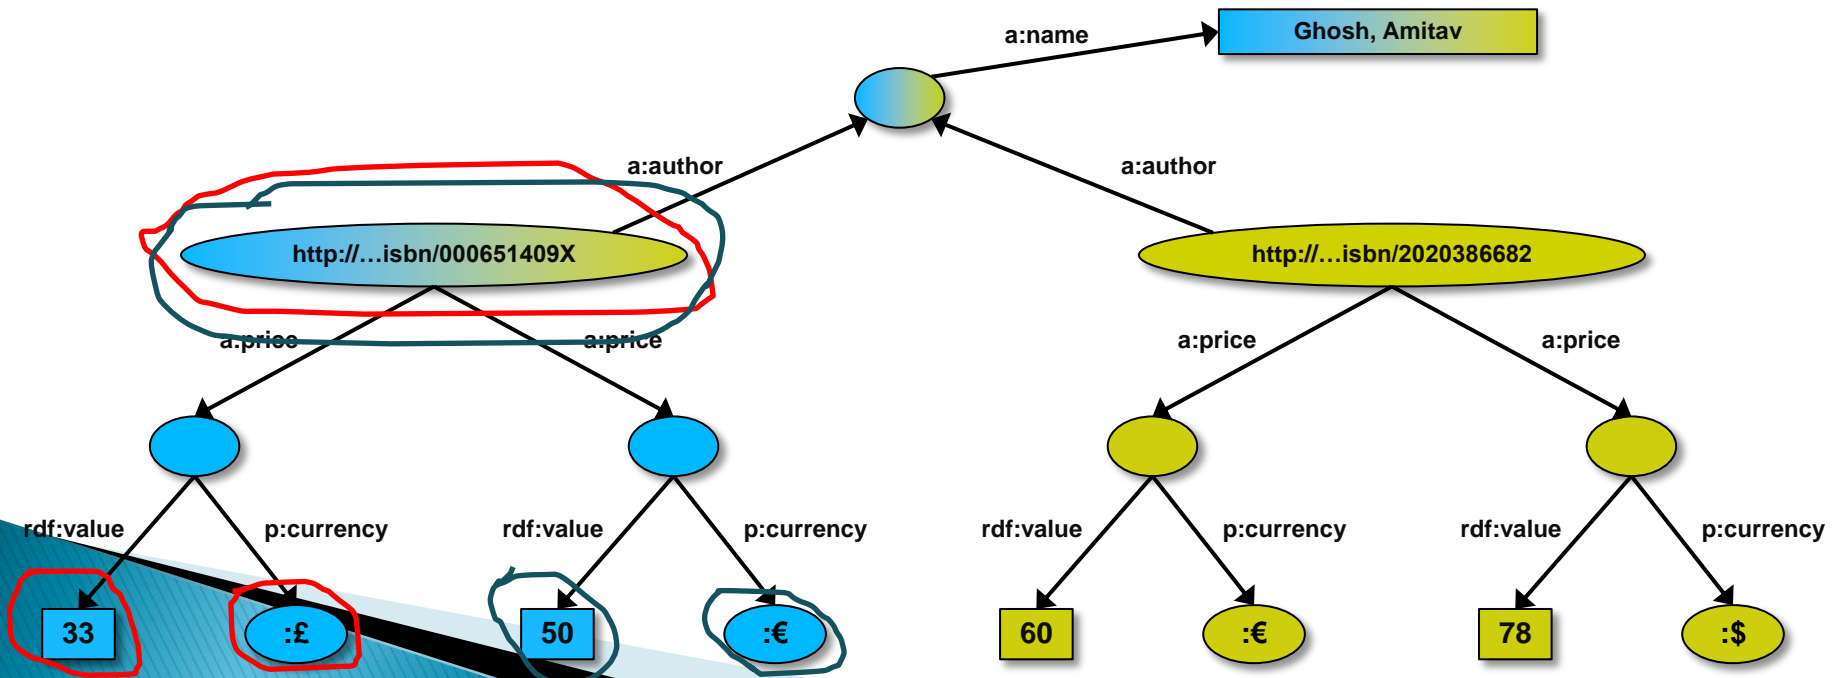 a:name
Ghosh, Amitav
a:author
a:author
http://…isbn/000651409X
http://…isbn/2020386682
a:price
a:price
a:price
a:price
rdf:value
p:currency
rdf:value
p:currency
rdf:value
p:currency
rdf:value
p:currency
33
:£
50
:€
60
:€
78
:$